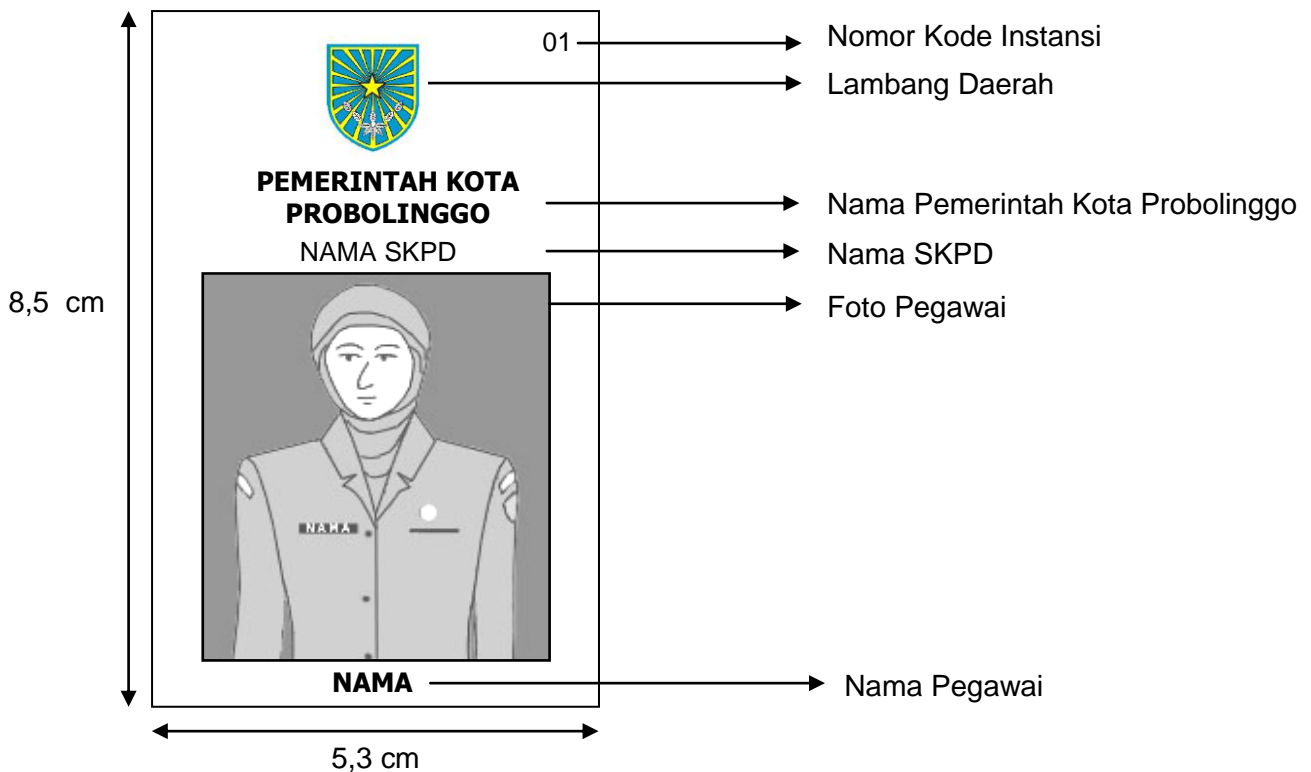 01
Nomor Kode Instansi
Lambang Daerah
PEMERINTAH KOTA
PROBOLINGGO
Nama Pemerintah Kota Probolinggo
NAMA SKPD
Nama SKPD
8,5 cm
Foto Pegawai
NAMA
NAMA
Nama Pegawai
5,3 cm